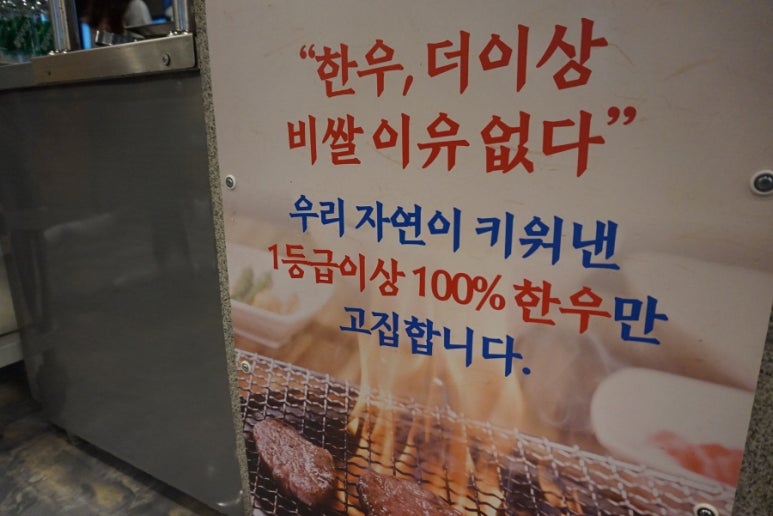 “한우, 더이상
비쌀 이유 없다”
우리 자연이 키워낸
1등급이상 100% 한우만
고집합니다.